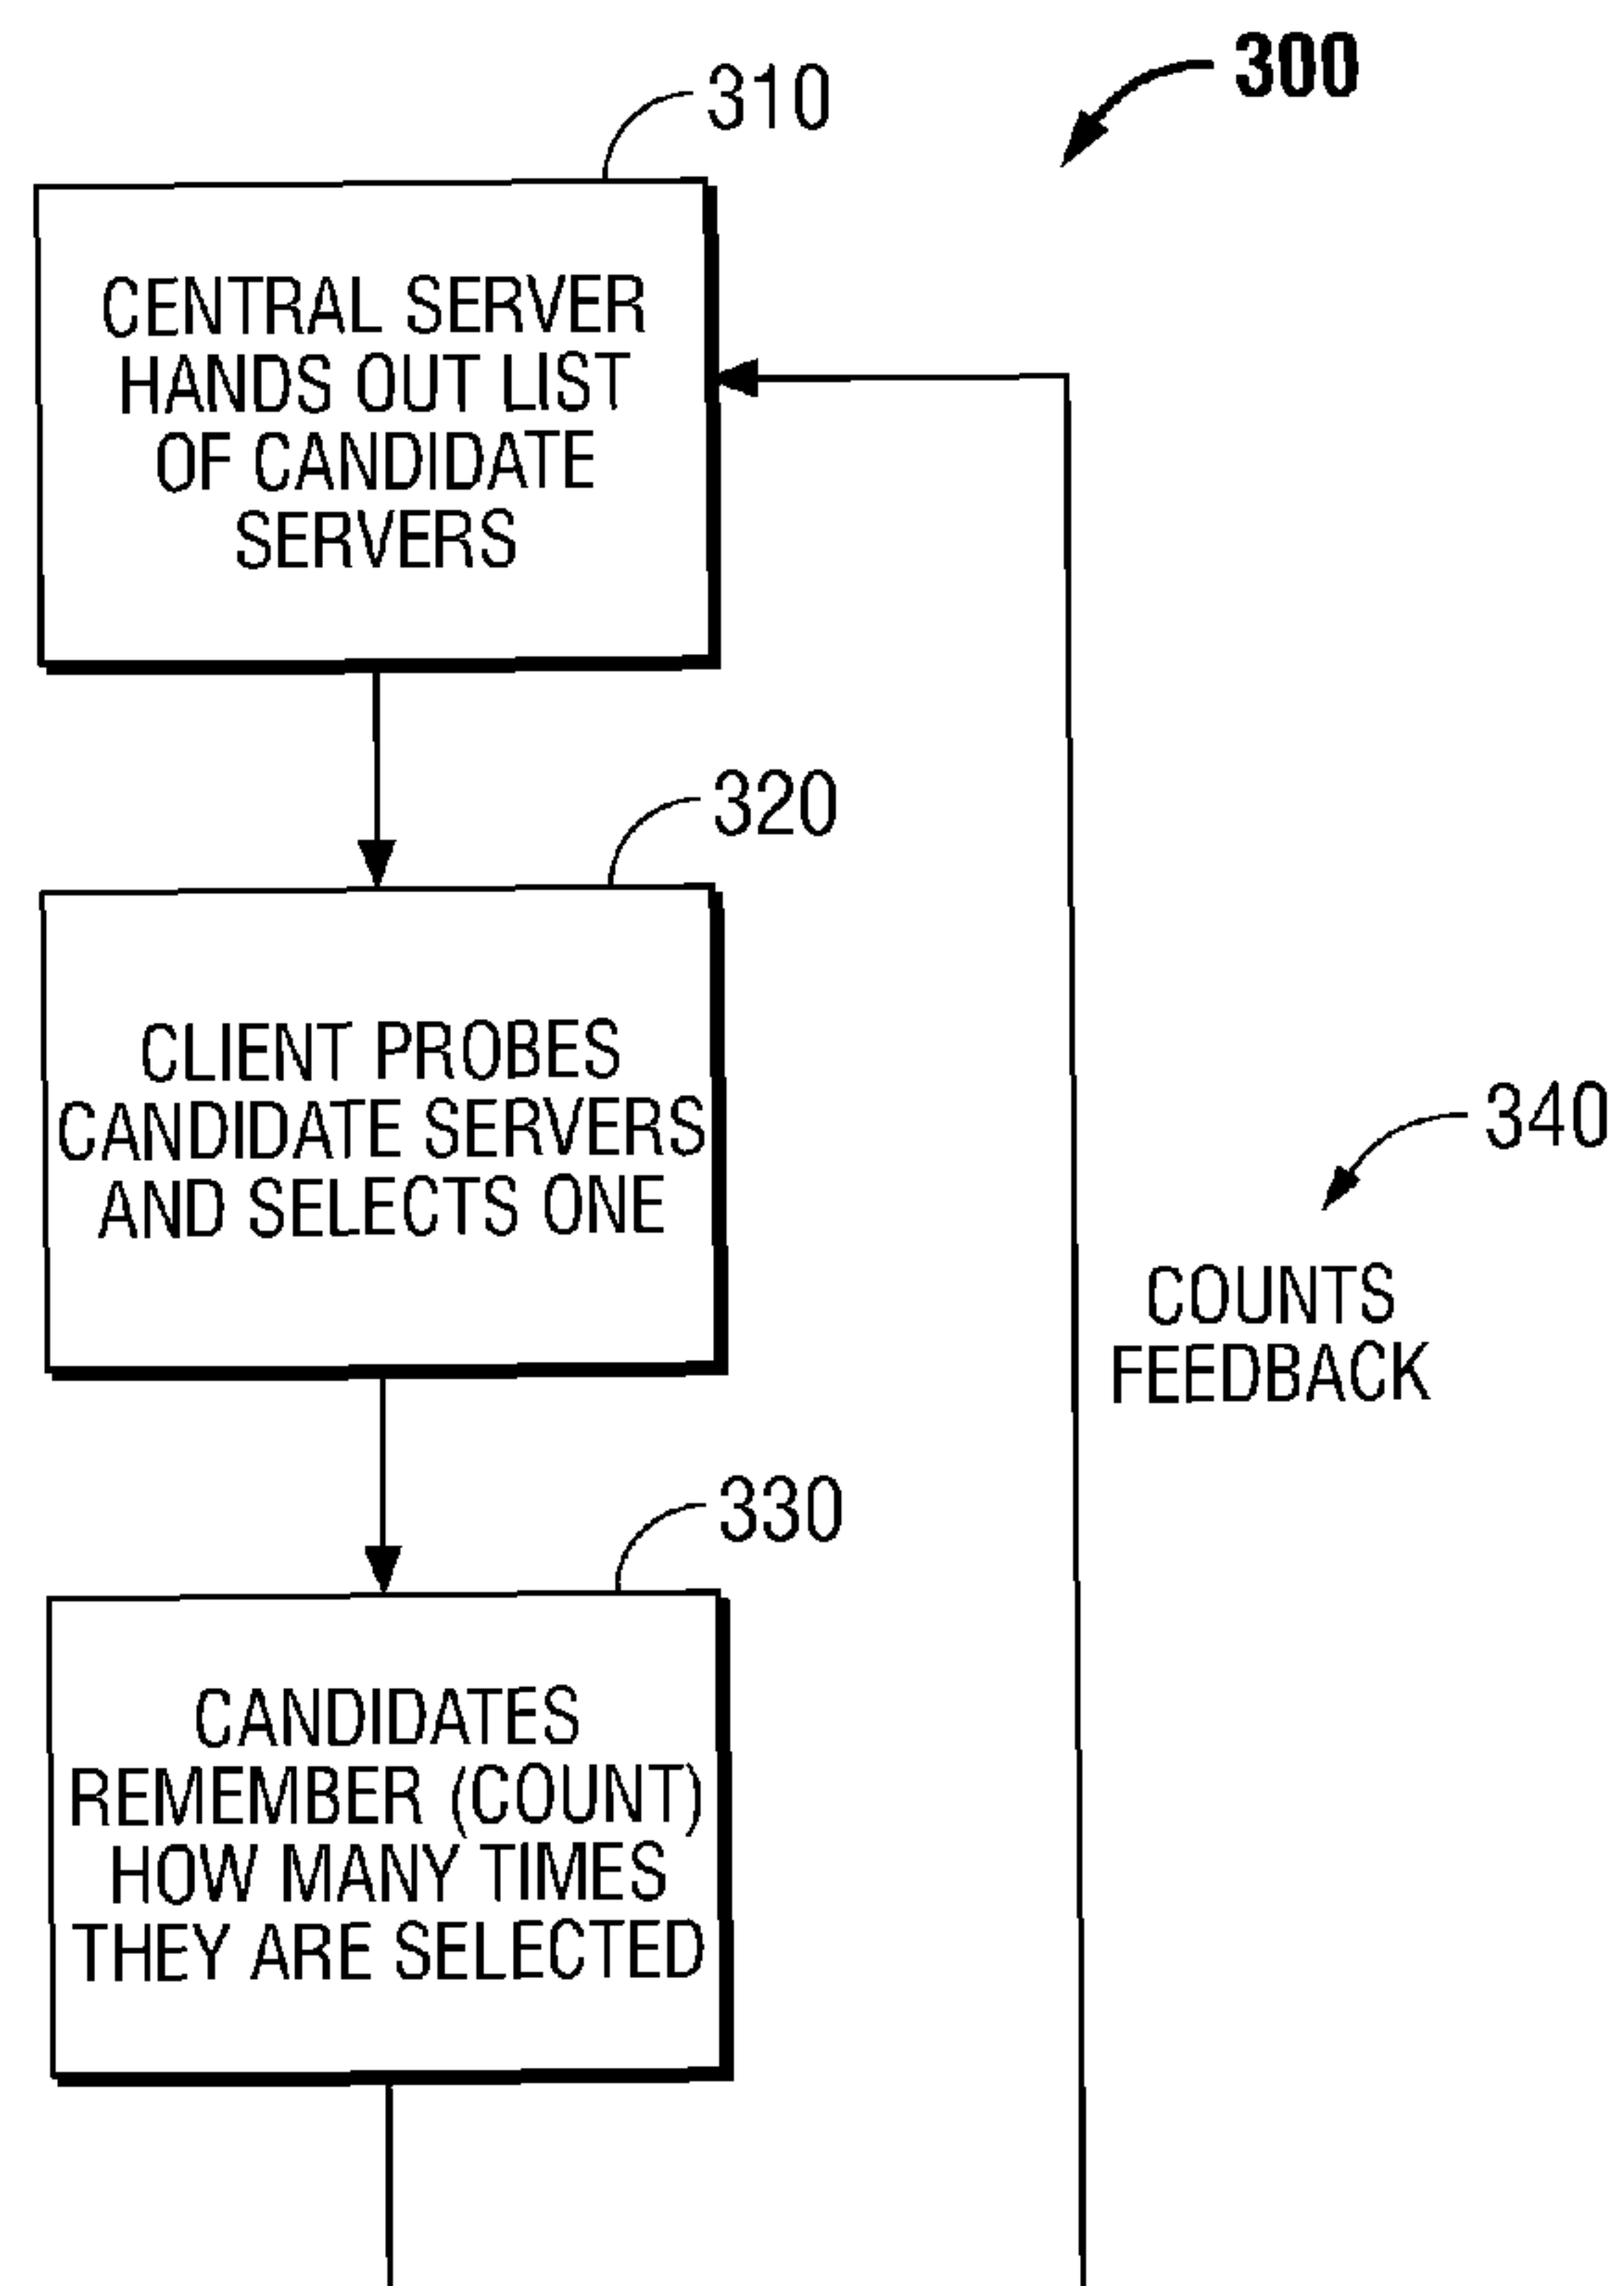 300
310
CENTRAL SERVER
HANDS OUT LIST
OF CANDIDATE
SERVERS
320
CLIENT PROBES
CANDIDATE SERVERS
AND SELECTS ONE
340
COUNTS
FEEDBACK
330
CANDIDATES
REMEMBER (COUNT)
HOW MANY TIMES
THEY ARE SELECTED